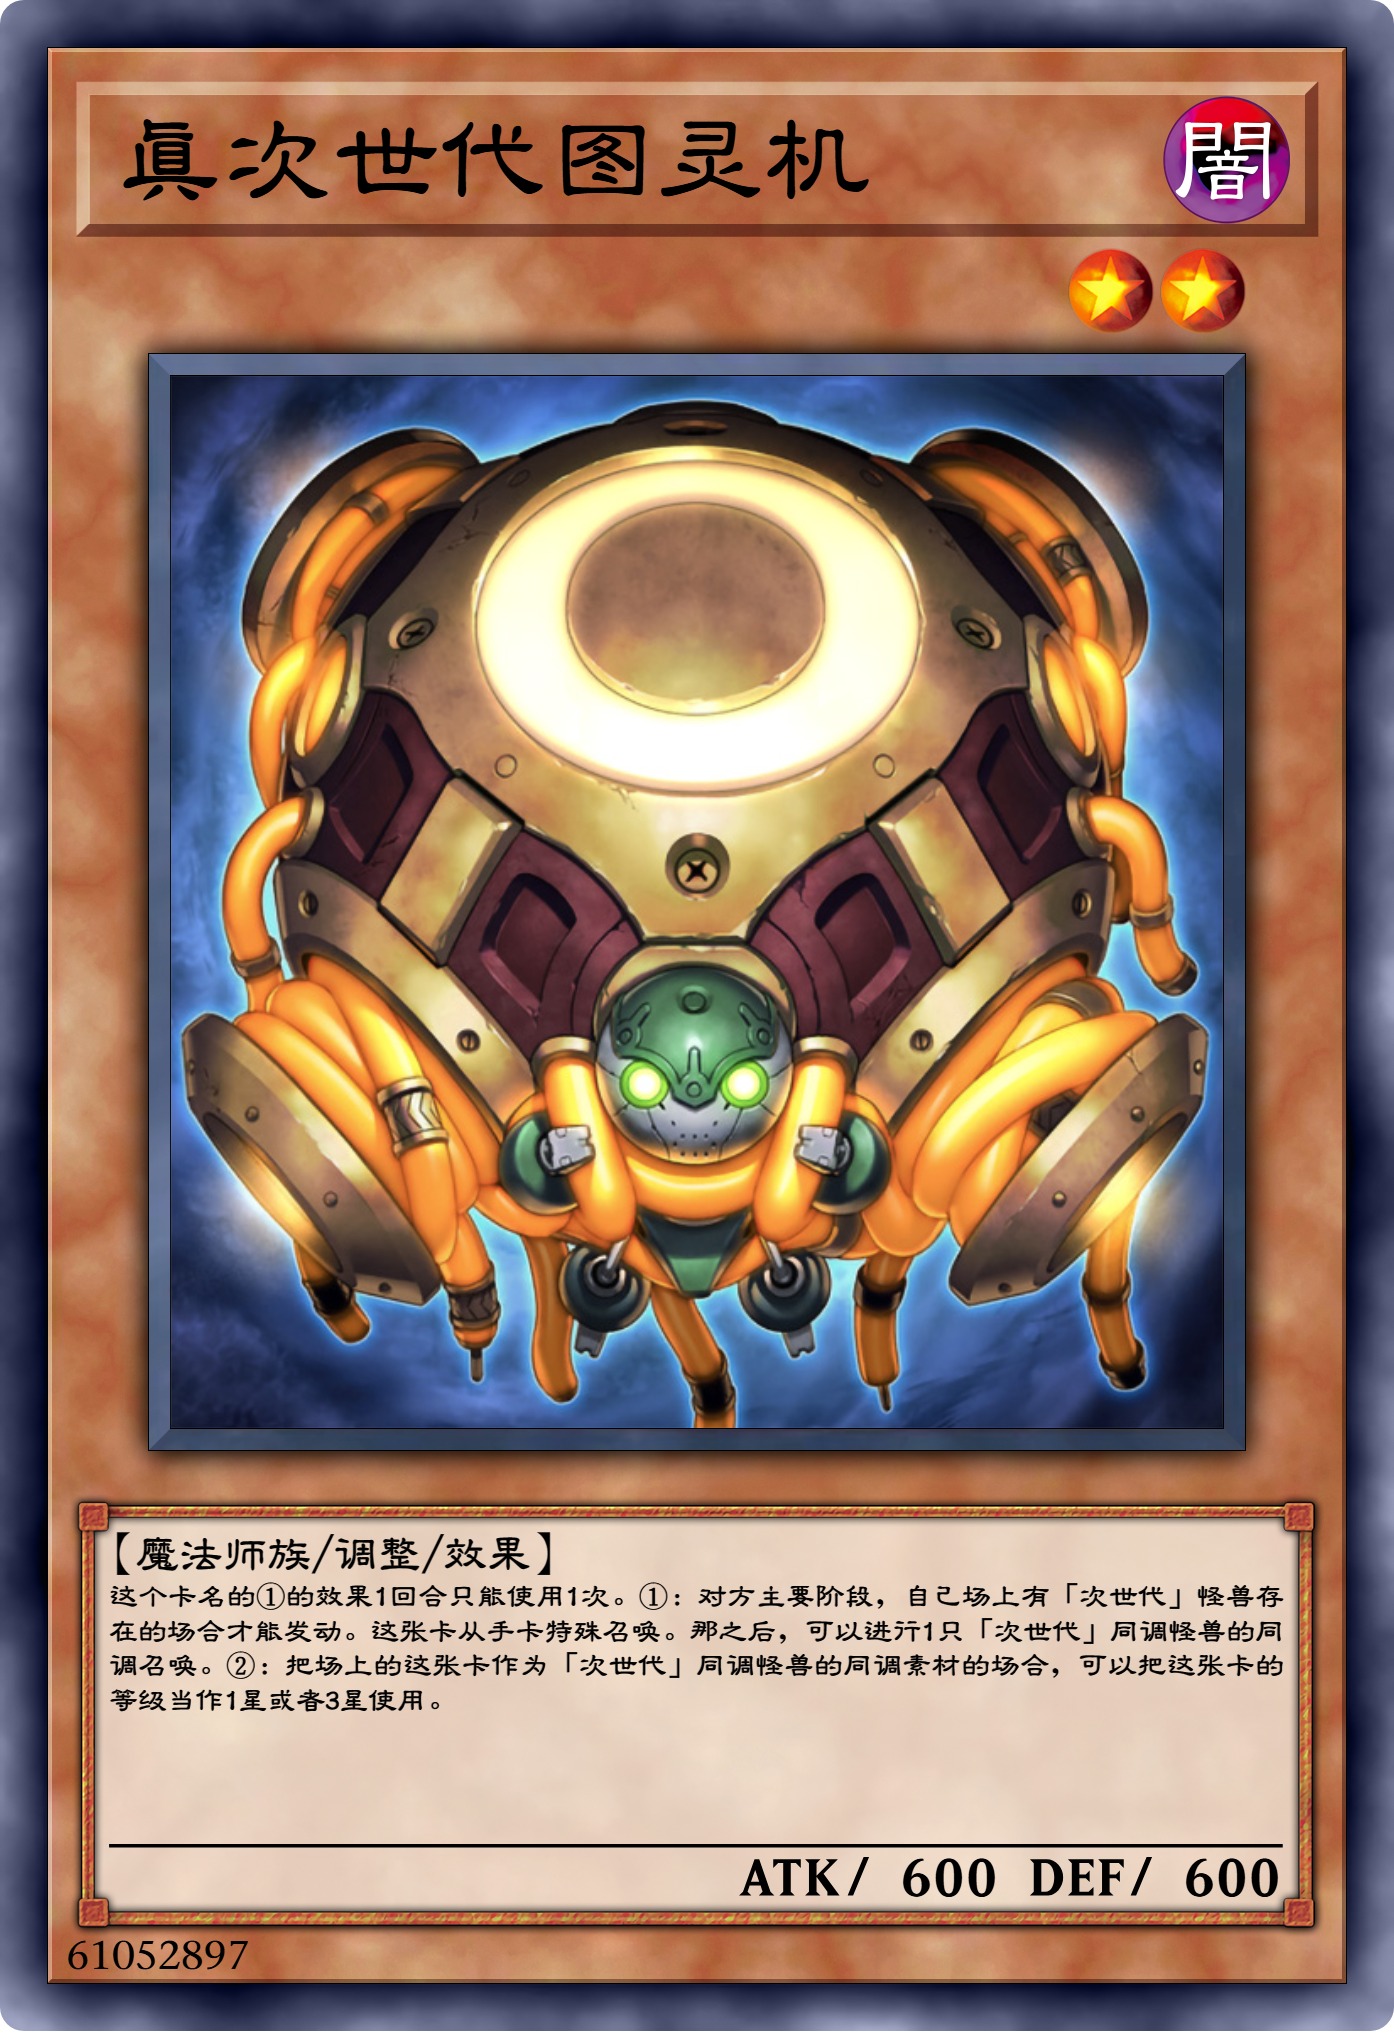 眞次世代图灵机
闇
【魔法师族/调整/效果】
这个卡名的①的效果1回合只能使用1次。①：对方主要阶段，自己场上有「次世代」怪兽存
在的场合才能发动。这张卡从手卡特殊召唤。那之后，可以进行1只「次世代」同调怪兽的同
调召唤。②：把场上的这张卡作为「次世代」同调怪兽的同调素材的场合，可以把这张卡的
等级当作1星或者3星使用。
ATK/ 600 DEF/ 600
61052897